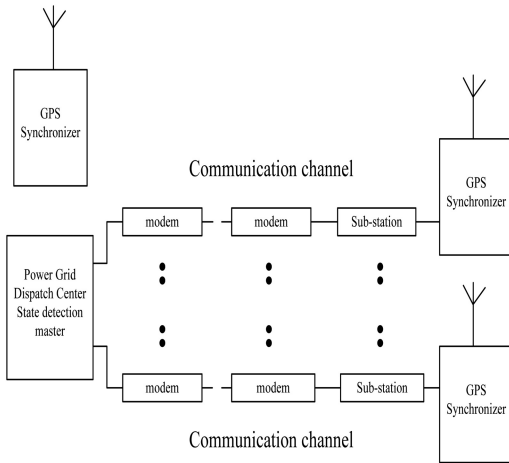 GPS
Synchronizer
GPS
Synchronizer
Communication channel
modem
modem
Sub-station
Power Grid
Dispatch Center
State detection
master
modem
modem
Sub-station
GPS
Synchronizer
Communication channel